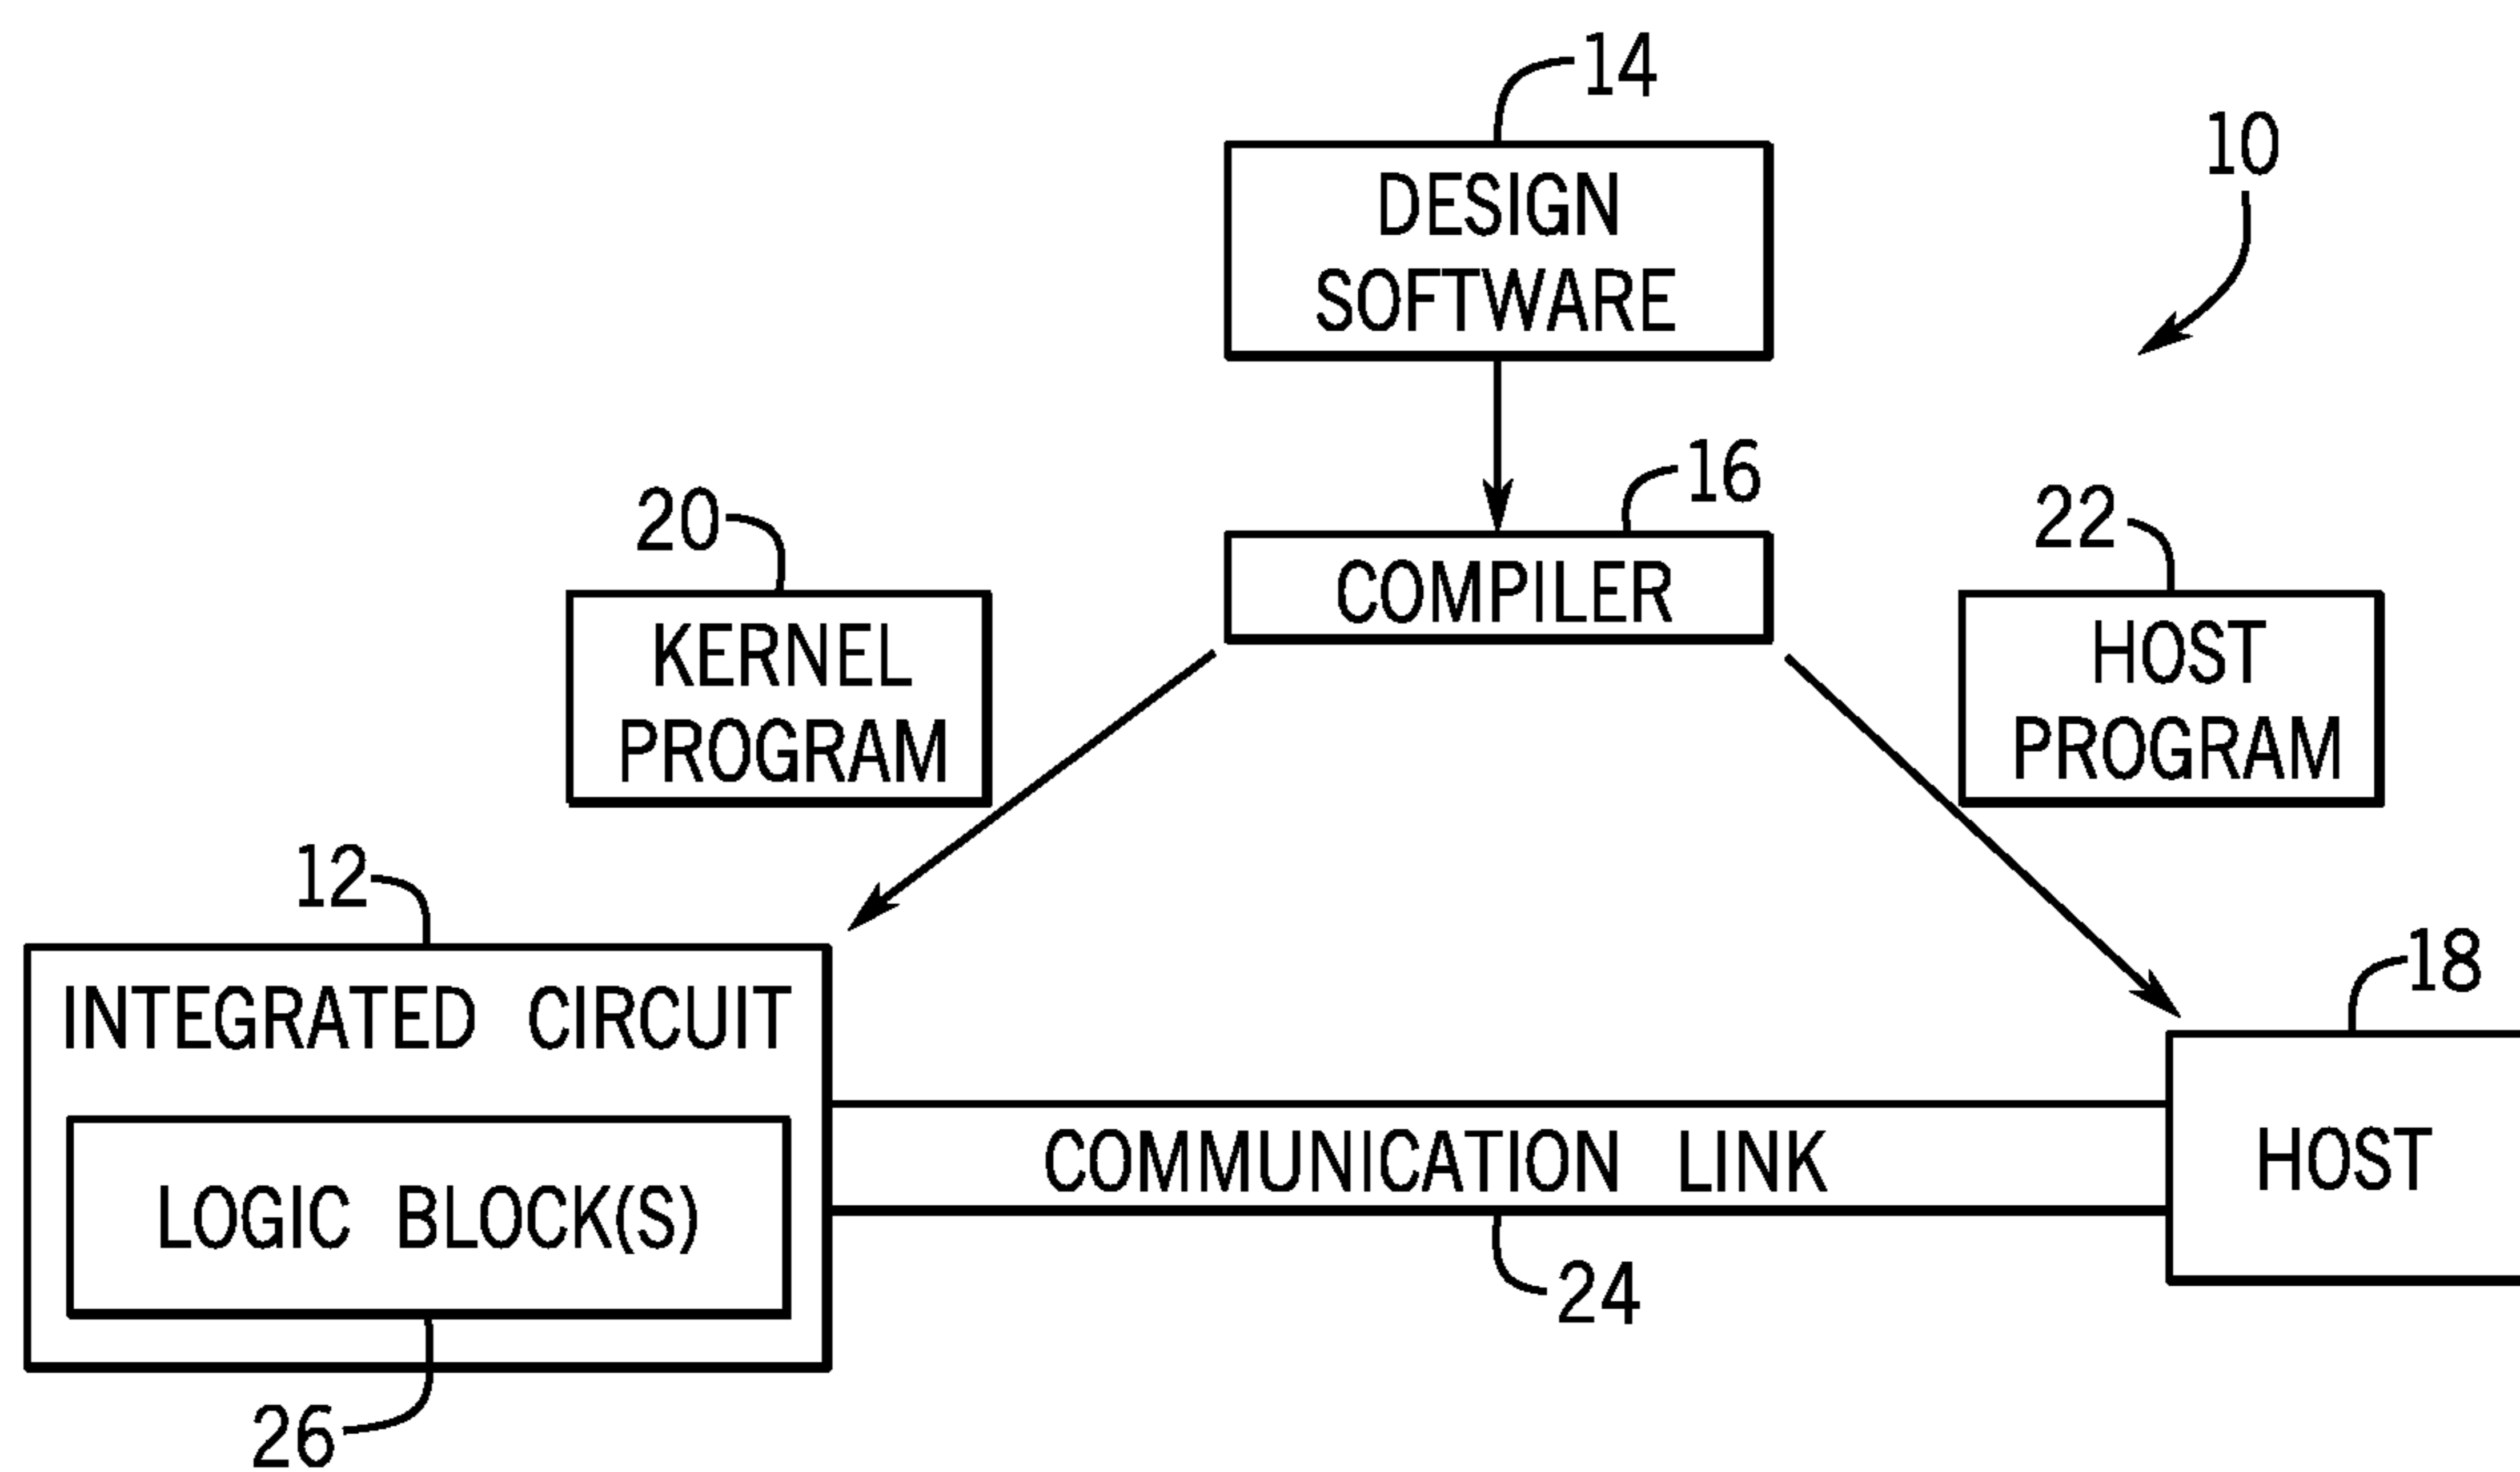 14
10
DESIGN
SOFTWARE
16
20
22
COMPILER
KERNEL
PROGRAM
HOST
PROGRAM
12
18
INTEGRATED CIRCUIT
COMMUNICATION LINK
HOST
LOGIC BLOCK(S)
24
26